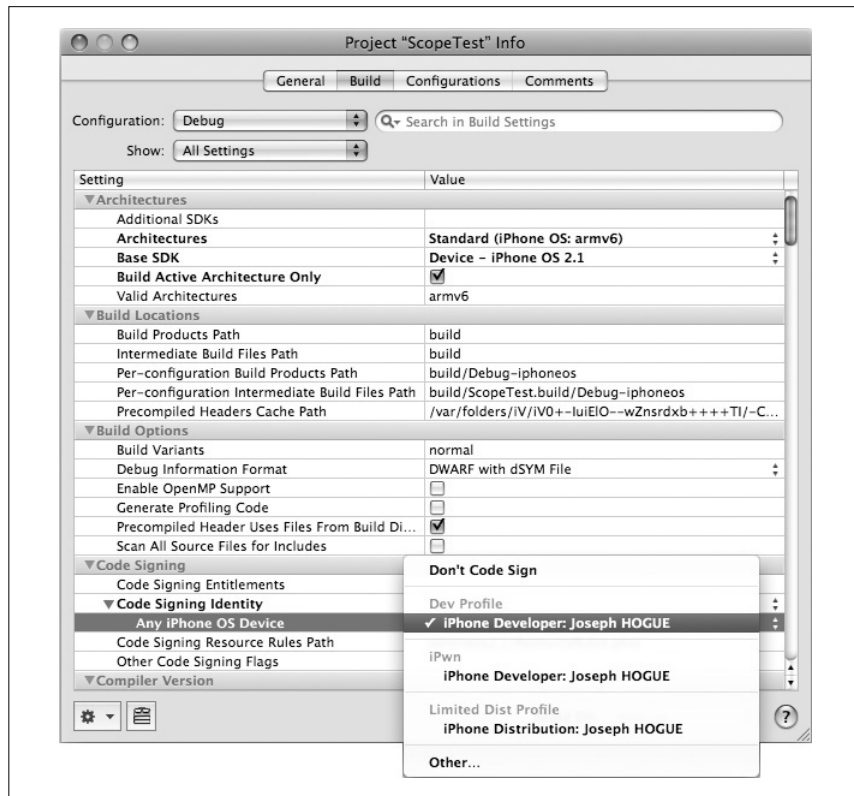 Project "ScopeTest" Info
General Build Configurations Comments
Configuration: Debug
Search in Build Settings
Show: All Settings
Setting Value
Architectures
Additional SDKs
Architectures Standard (iPhone OS: armv6)
Base SDK Device – iPhone OS 2.1
Build Active Architecture Only
Valid Architectures armv6
Build Locations
Build Products Path build
Intermediate Build Files Path build
Per-configuration Build Products Path build/Debug-iphoneos
Per-configuration Intermediate Build Files Path build/ScopeTest.build/Debug-iphoneos
Precompiled Headers Cache Path /var/folders/iV/iV0+-IuiElO--wZnsrdxb++++TI/-C...
Build Options
Build Variants normal
Debug Information Format DWARF with dSYM File
Enable OpenMP Support
Generate Profiling Code
Precompiled Header Uses Files From Build Di...
Scan All Source Files for Includes
Code Signing
Code Signing Entitlements
Code Signing Identity
Any iPhone OS Device
Code Signing Resource Rules Path
Other Code Signing Flags
Compiler Version
Don't Code Sign
Dev Profile
✓ iPhone Developer: Joseph HOGUE
iPwn
iPhone Developer: Joseph HOGUE
Limited Dist Profile
iPhone Distribution: Joseph HOGUE
Other...
?